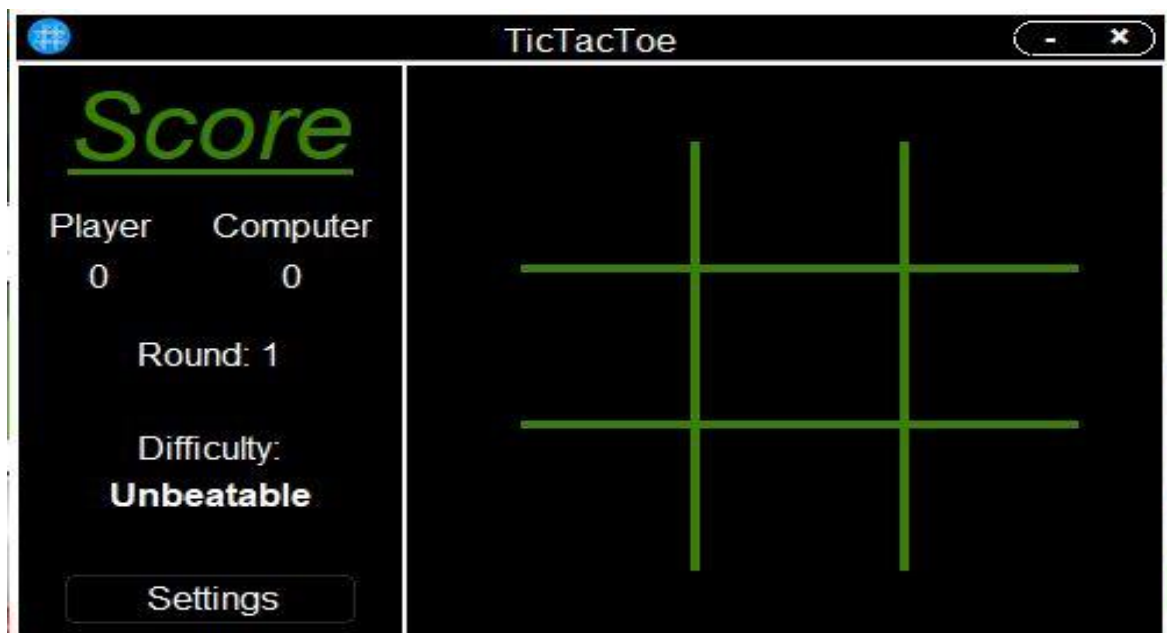 TicTacToe
Score
Player Computer
0 0
Round: 1
Difficulty:
Unbeatable
Settings